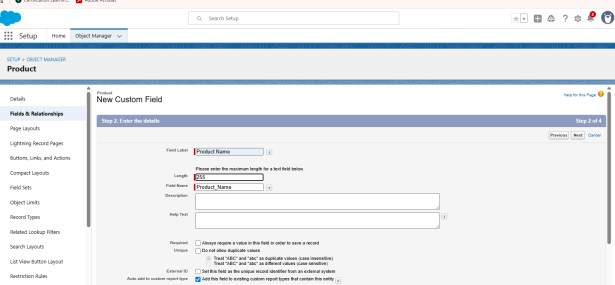 Search Setup
Setup
Home
Object Manager
SETUP > OBJECT MANAGER
Product
Details
Fields & Relationships
Page Layouts
Lightning Record Pages
Buttons, Links, and Actions
Compact Layouts
Field Sets
Object Limits
Record Types
Related Lookup Filters
Search Layouts
List View Button Layout
Restriction Rules
Product
New Custom Field
Help for this Page
Step 2. Enter the details
Step 2 of 4
Previous Next Cancel
Field Label Product Name
Please enter the maximum length for a text field below.
Length 255
Field Name Product_Name
Description
Help Text
Required Always require a value in this field in order to save a record
Unique Do not allow duplicate values
Treat "ABC" and "abc" as duplicate values (case insensitive)
Treat "ABC" and "abc" as different values (case sensitive)
External ID Set this field as the unique record identifier from an external system
Auto add to custom report type Add this field to existing custom report types that contain this entity